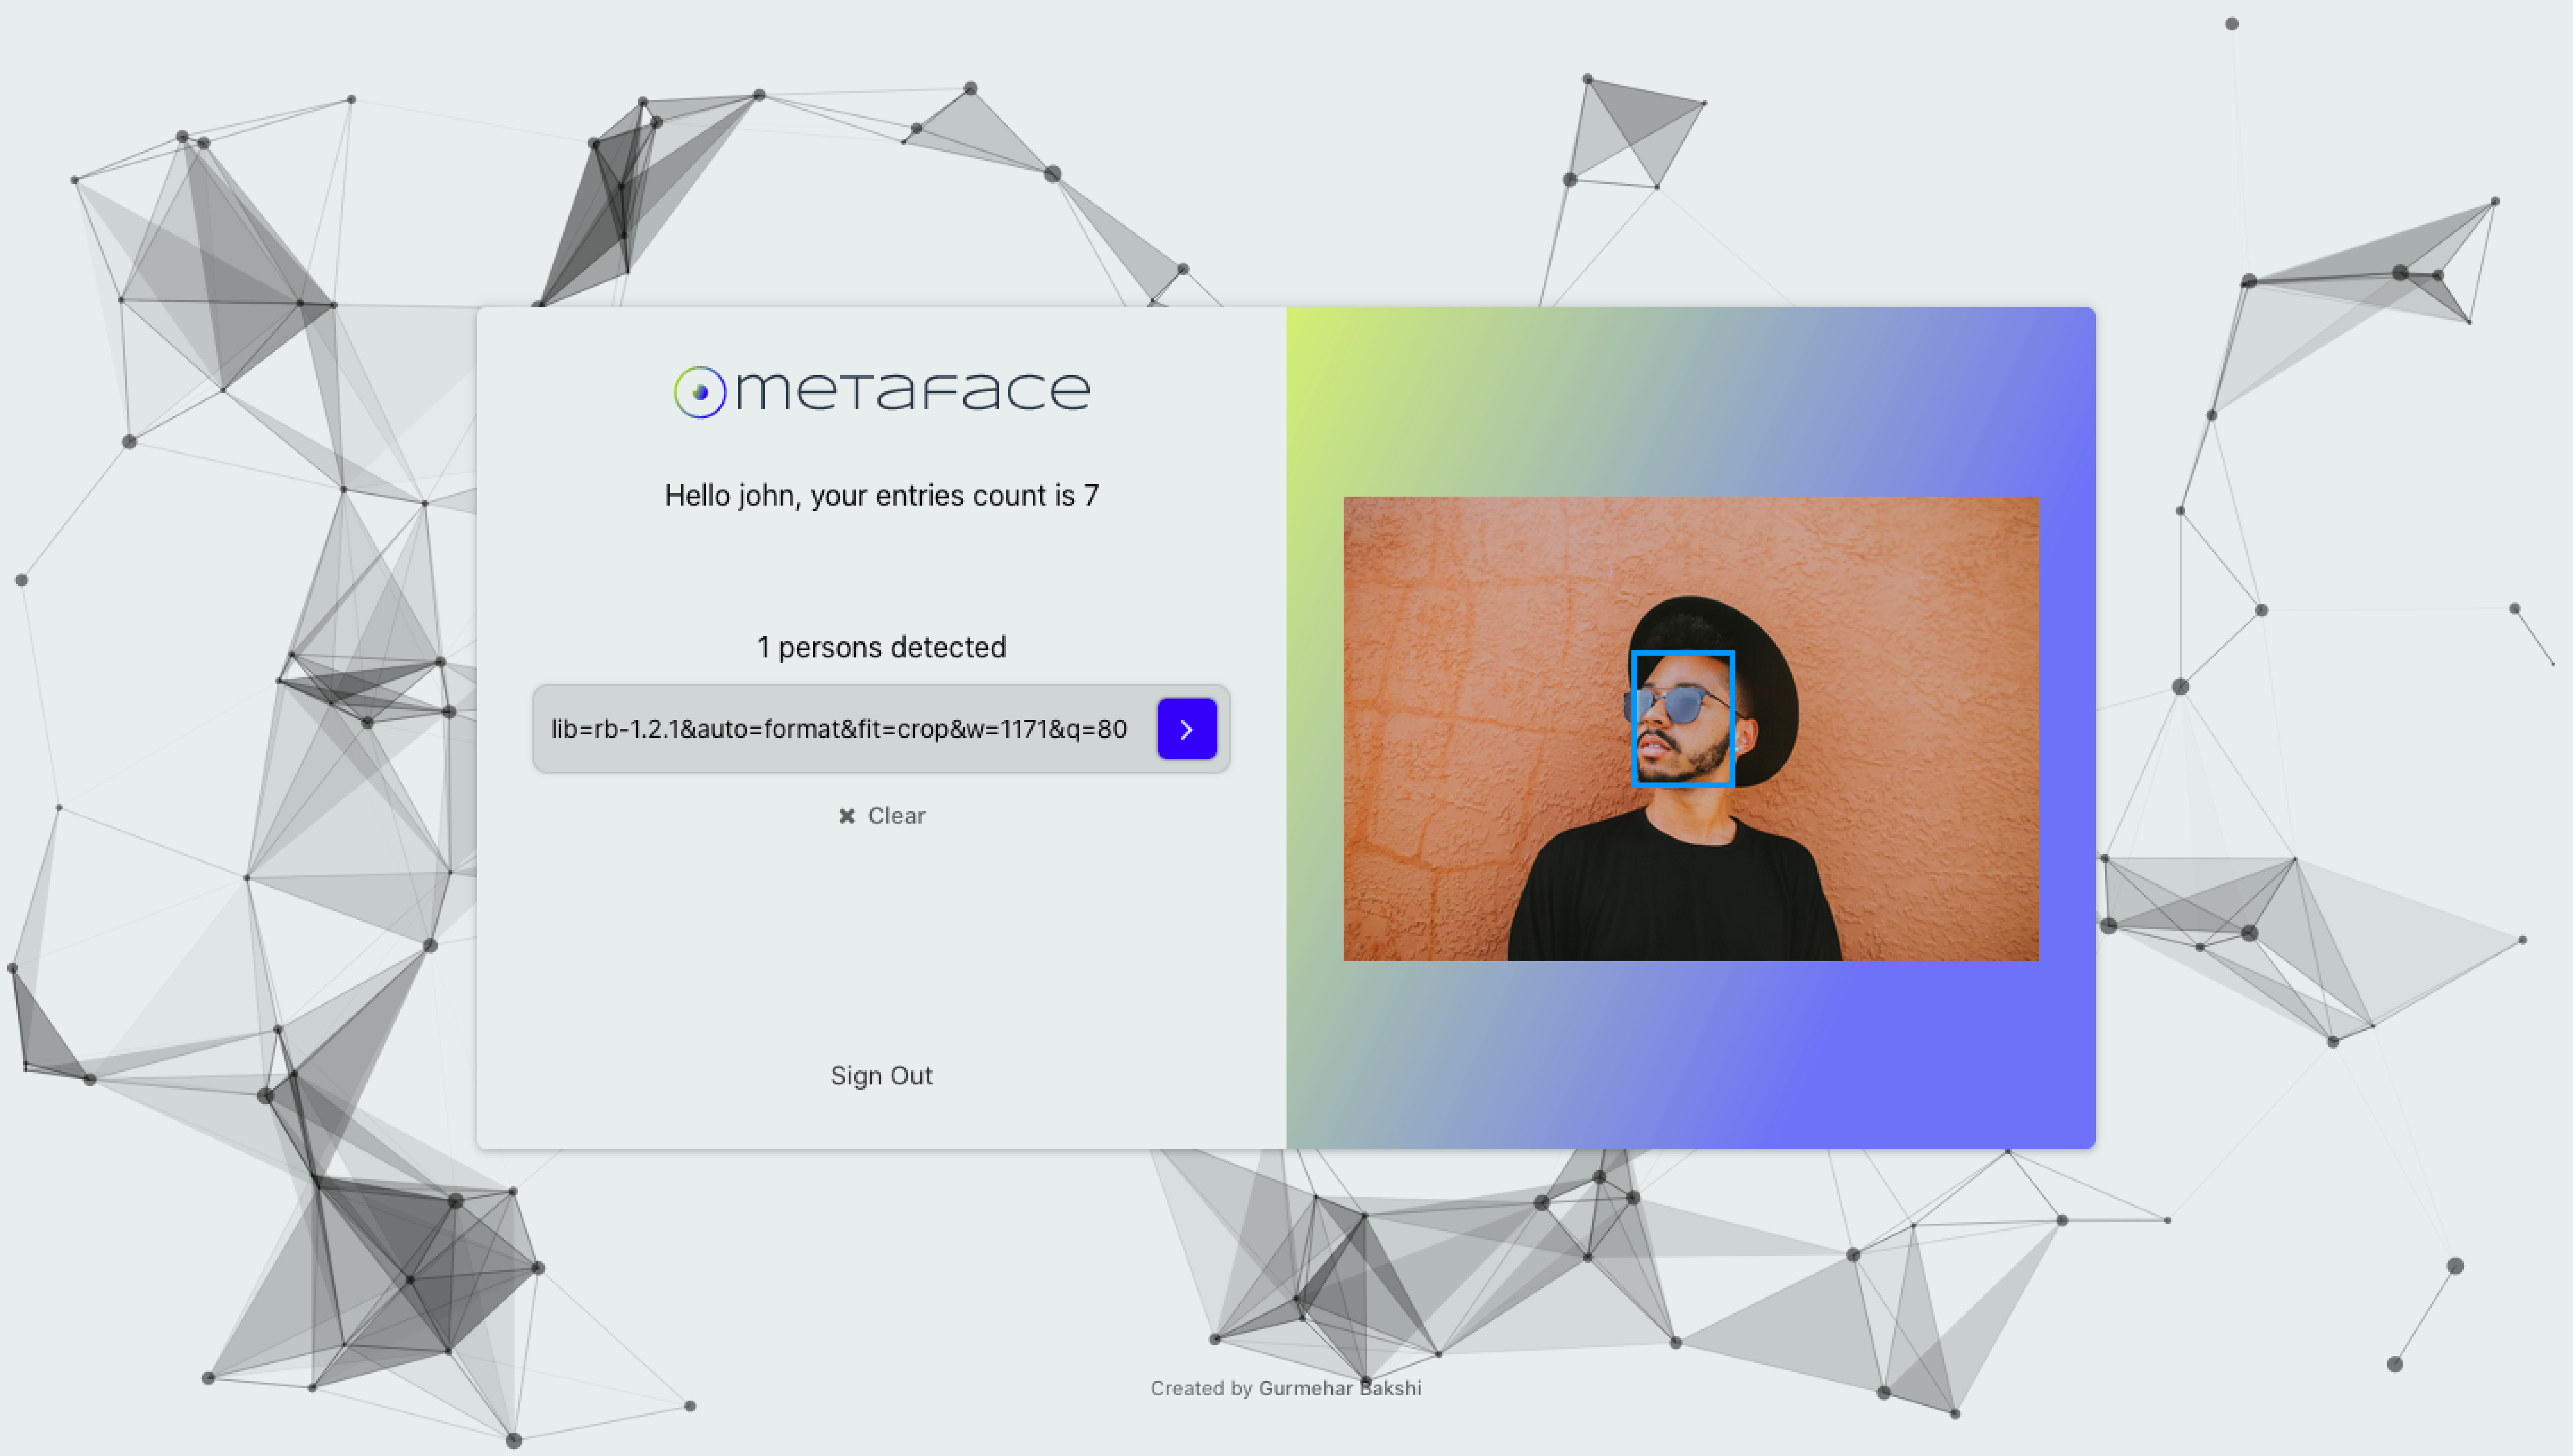 metaface
Hello john, your entries count is 7
1 persons detected
lib=rb-1.2.1&auto=format&fit=crop&w=1171&q=80
✖ Clear
Sign Out
Created by Gurmehar Bakshi